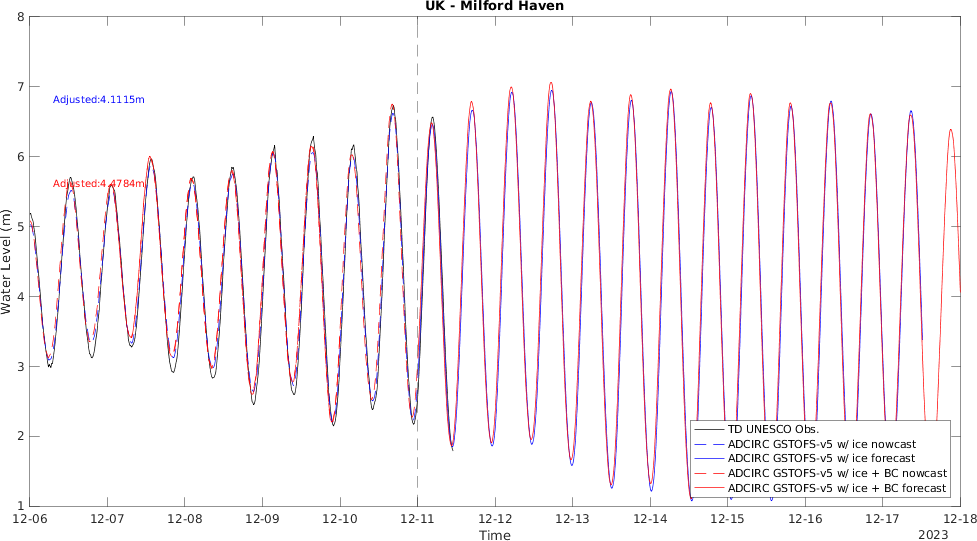 UK - Milford Haven
8
7
6
5
4
3
2
1
Water Level (m)
Adjusted:4.1115m
Adjusted:4.4784m
TD UNESCO Obs.
ADCIRC GSTOFS-v5 w/ ice nowcast
ADCIRC GSTOFS-v5 w/ ice forecast
ADCIRC GSTOFS-v5 w/ ice + BC nowcast
ADCIRC GSTOFS-v5 w/ ice + BC forecast
12-06 12-07 12-08 12-09 12-10 12-11 12-12 12-13 12-14 12-15 12-16 12-17 12-18
Time
2023